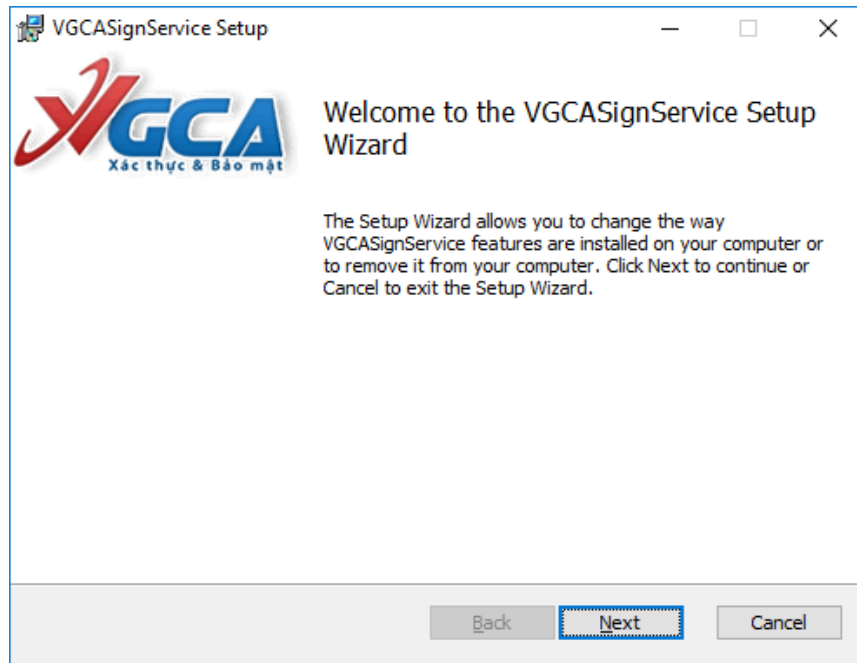 VGCASignService Setup
VGCA
Xác thực & Bảo mật
Welcome to the VGCASignService Setup
Wizard
The Setup Wizard allows you to change the way
VGCASignService features are installed on your computer or
to remove it from your computer. Click Next to continue or
Cancel to exit the Setup Wizard.
Back
Next
Cancel